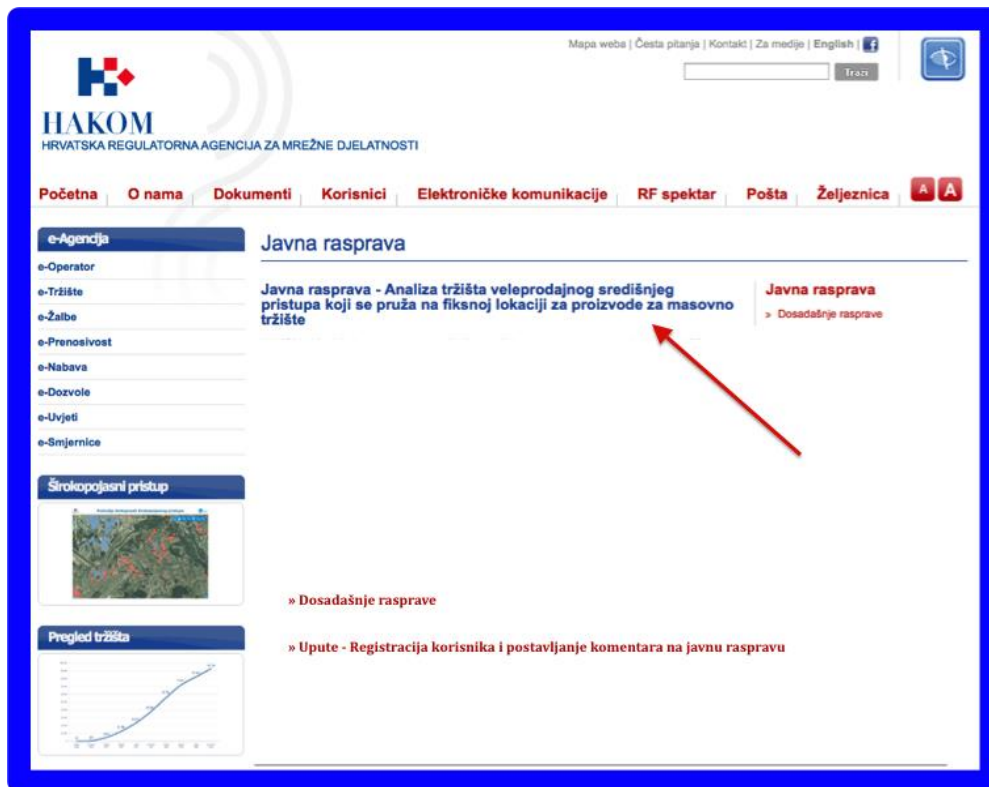 Mapa weba | Česta pitanja | Kontakt | Za medije | English |
Traži
HAKOM
HRVATSKA REGULATORNA AGENCIJA ZA MREŽNE DJELATNOSTI
Početna | O nama | Dokumenti | Korisnici | Elektroničke komunikacije | RF spektar | Pošta | Željeznica
A A
e-Agencija
e-Operator
e-Tržište
e-Žalbe
e-Prenosivost
e-Nabava
e-Dozvole
e-Uvjeti
e-Smjernice
Širokopojasni pristup
Pregled tržišta
Javna rasprava
Javna rasprava - Analiza tržišta veleprodajnog središnjeg
pristupa koji se pruža na fiksnoj lokaciji za proizvode za masovno
tržište
Javna rasprava
» Dosadašnje rasprave
» Dosadašnje rasprave
» Upute - Registracija korisnika i postavljanje komentara na javnu raspravu